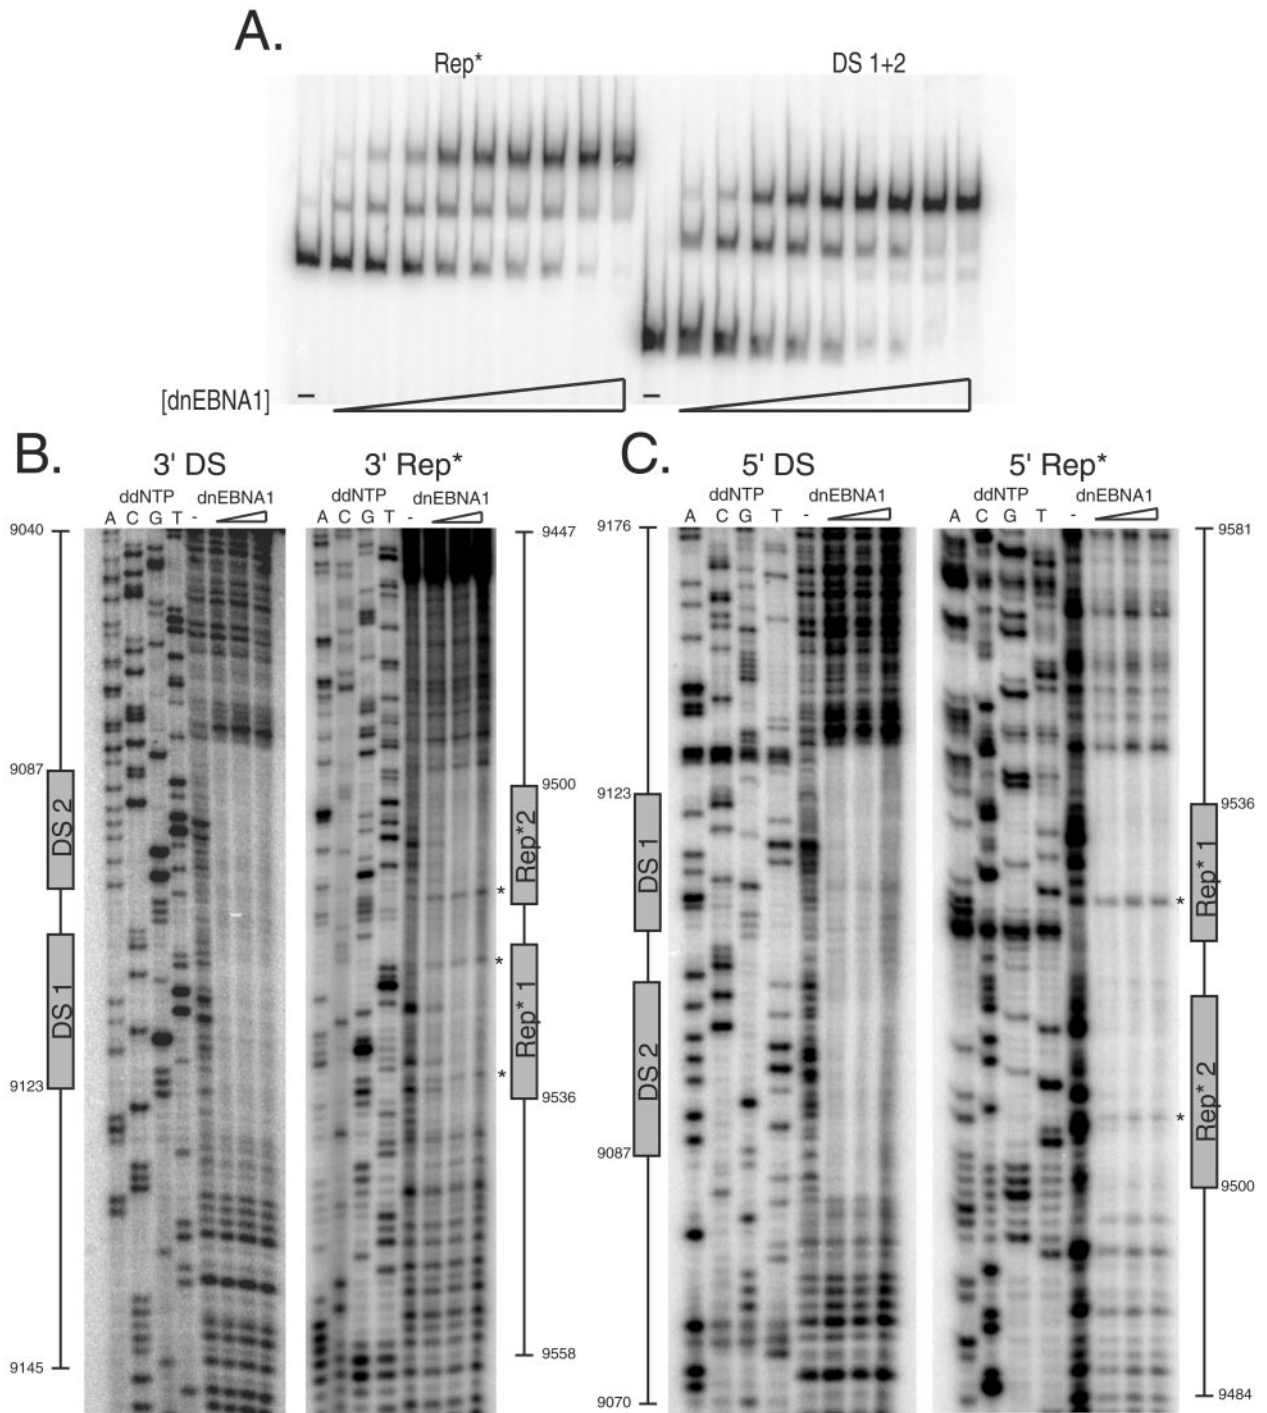 A.
Rep* DS 1+2
[dnEBNA1] – –
B.
3' DS 3' Rep*
ddNTP dnEBNA1 ddNTP dnEBNA1
A C G T - A C G T -
9040
9087
DS 2
DS 1
9123
9145
9447
9500
Rep*2
*
*
Rep* 1
*
9536
9558
C.
5' DS 5' Rep*
ddNTP dnEBNA1 ddNTP dnEBNA1
A C G T - A C G T -
9176
9123
DS 1
DS 2
9087
9070
9581
9536
Rep* 1
*
Rep* 2
*
9500
9484